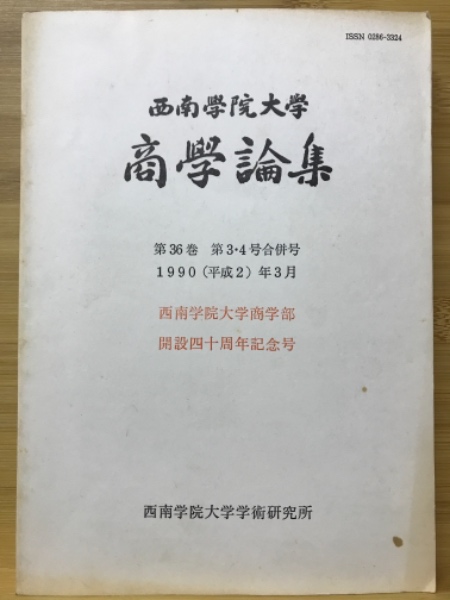 ISSN 0286-3324
西南學院大学
商學論集
第36巻 第3・4号合併号
1990(平成2)年3月
西南学院大学商学部
開設四十周年記念号
西南学院大学学術研究所